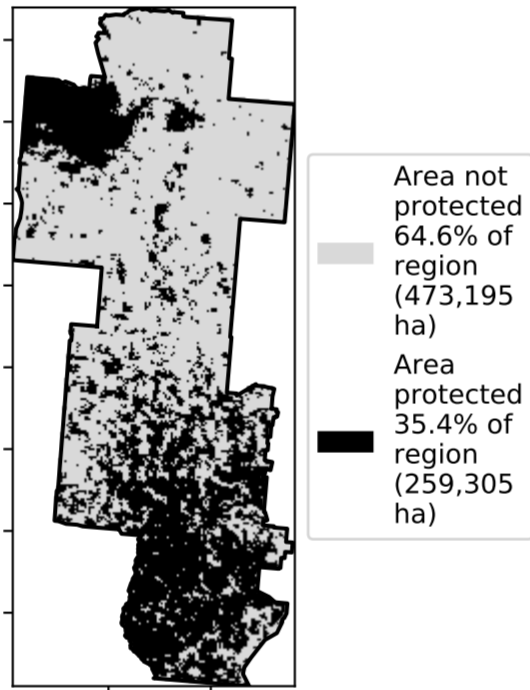 Area not
protected
64.6% of
region
(473,195
ha)
Area
protected
35.4% of
region
(259,305
ha)